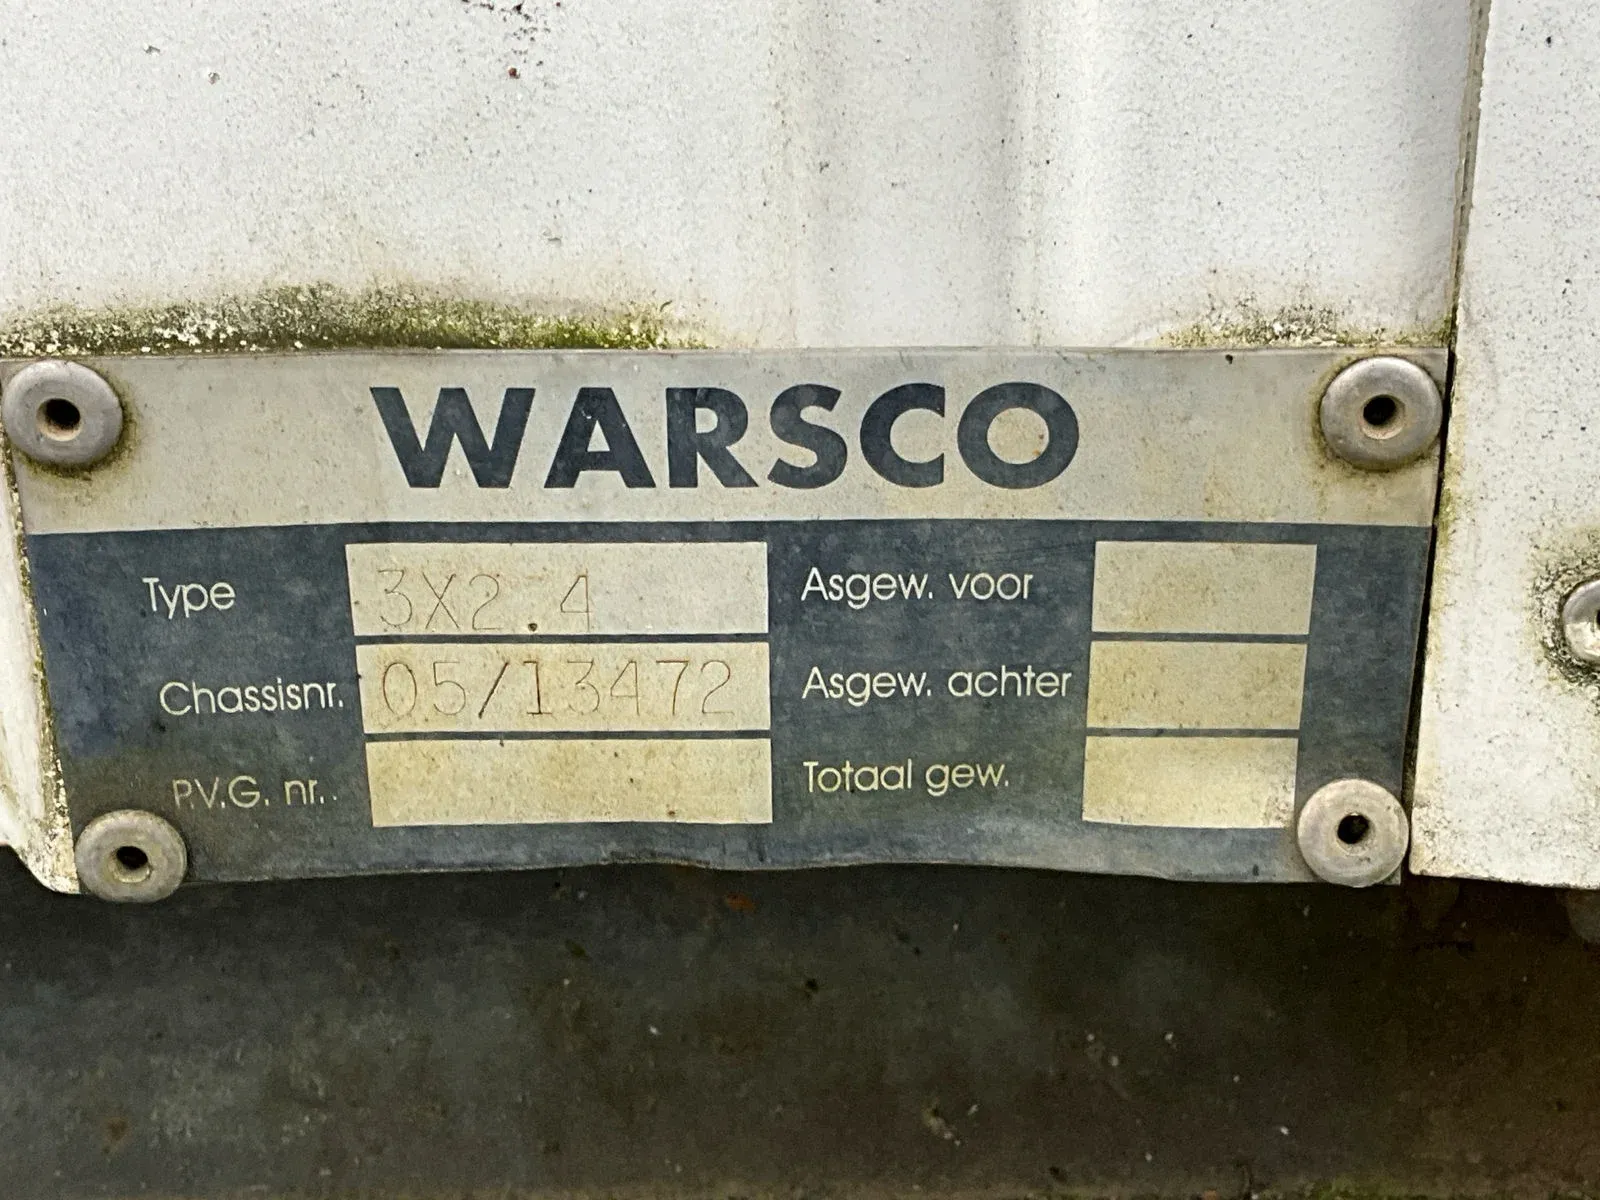 WARSCO
Type 3X2.4 Asgew. voor
Chassisnr. 05/13472 Asgew. achter
P.V.G. nr. Totaal gew.